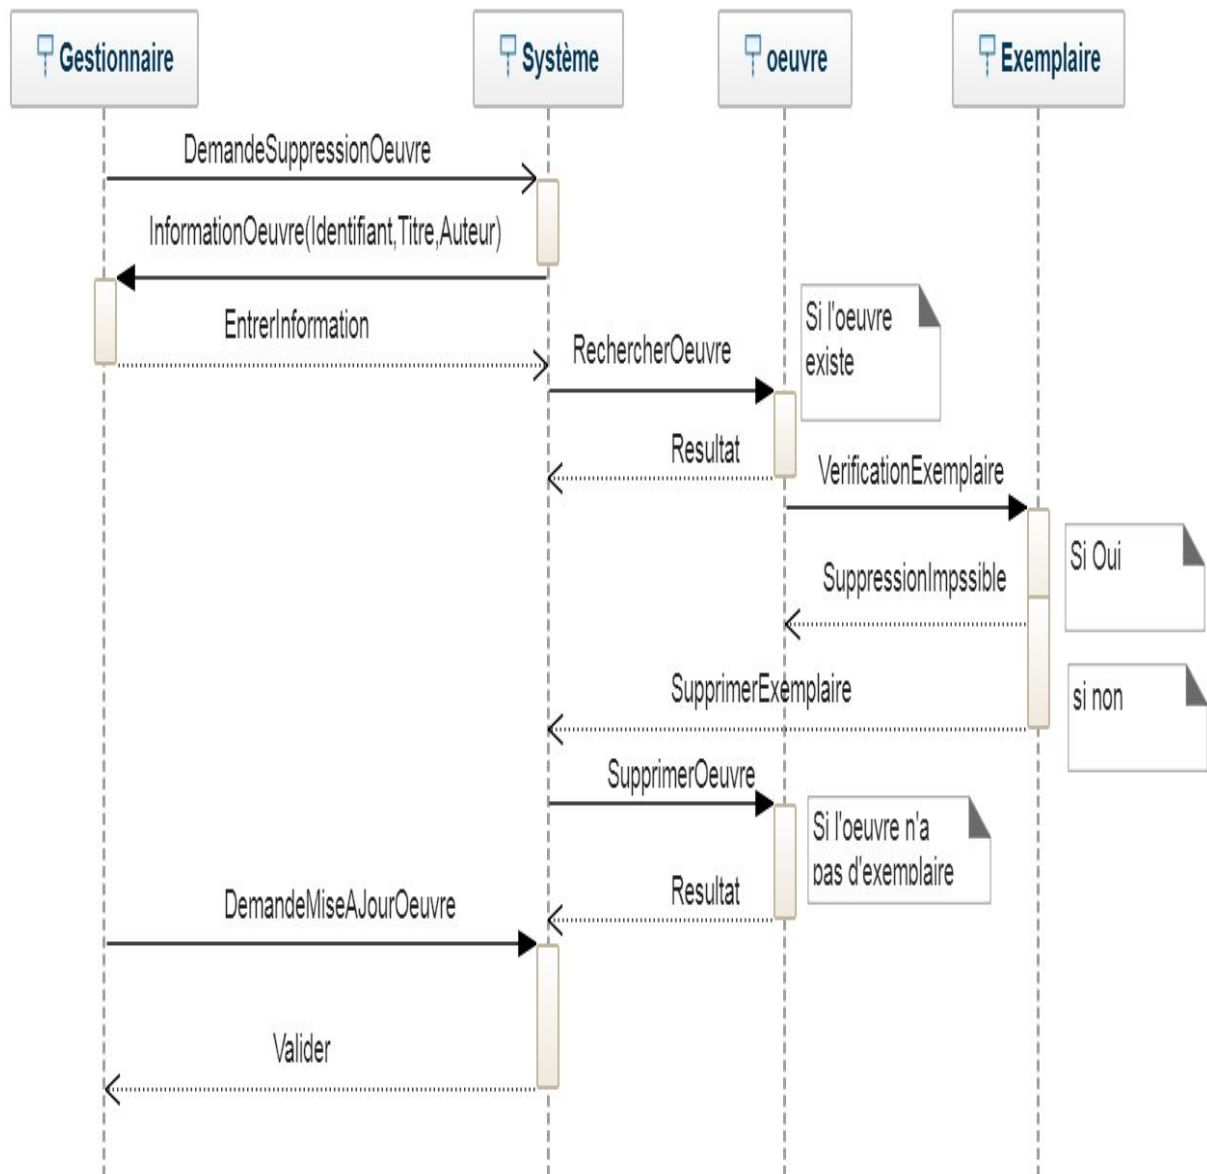 Gestionnaire
Système
oeuvre
Exemplaire
DemandeSuppressionOeuvre
InformationOeuvre(Identifiant,Titre,Auteur)
Si l'oeuvre
existe
EntrerInformation
RechercherOeuvre
Resultat
VerificationExemplaire
Si Oui
SuppressionImpssible
si non
SupprimerExemplaire
SupprimerOeuvre
Si l'oeuvre n'a
pas d'exemplaire
Resultat
DemandeMiseAJourOeuvre
Valider